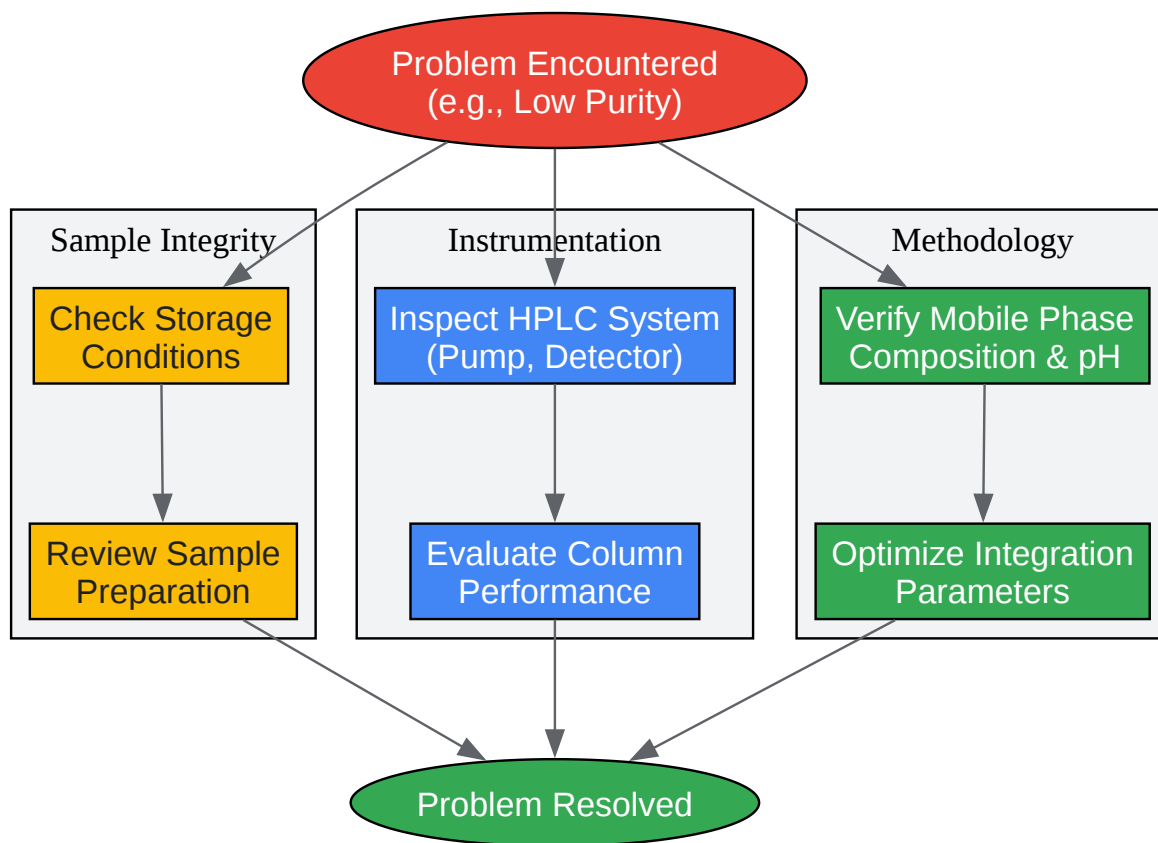 Problem Encountered
(e.g., Low Purity)
Sample Integrity
Instrumentation
Methodology
Check Storage
Conditions
Inspect HPLC System
(Pump, Detector)
Verify Mobile Phase
Composition & pH
Review Sample
Preparation
Evaluate Column
Performance
Optimize Integration
Parameters
Problem Resolved